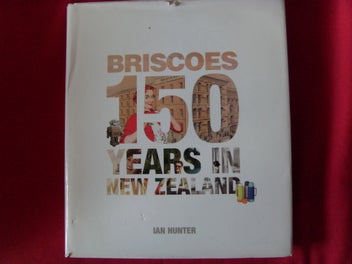 BRISCOES
150
YEARS IN
NEW ZEALAND
IAN HUNTER